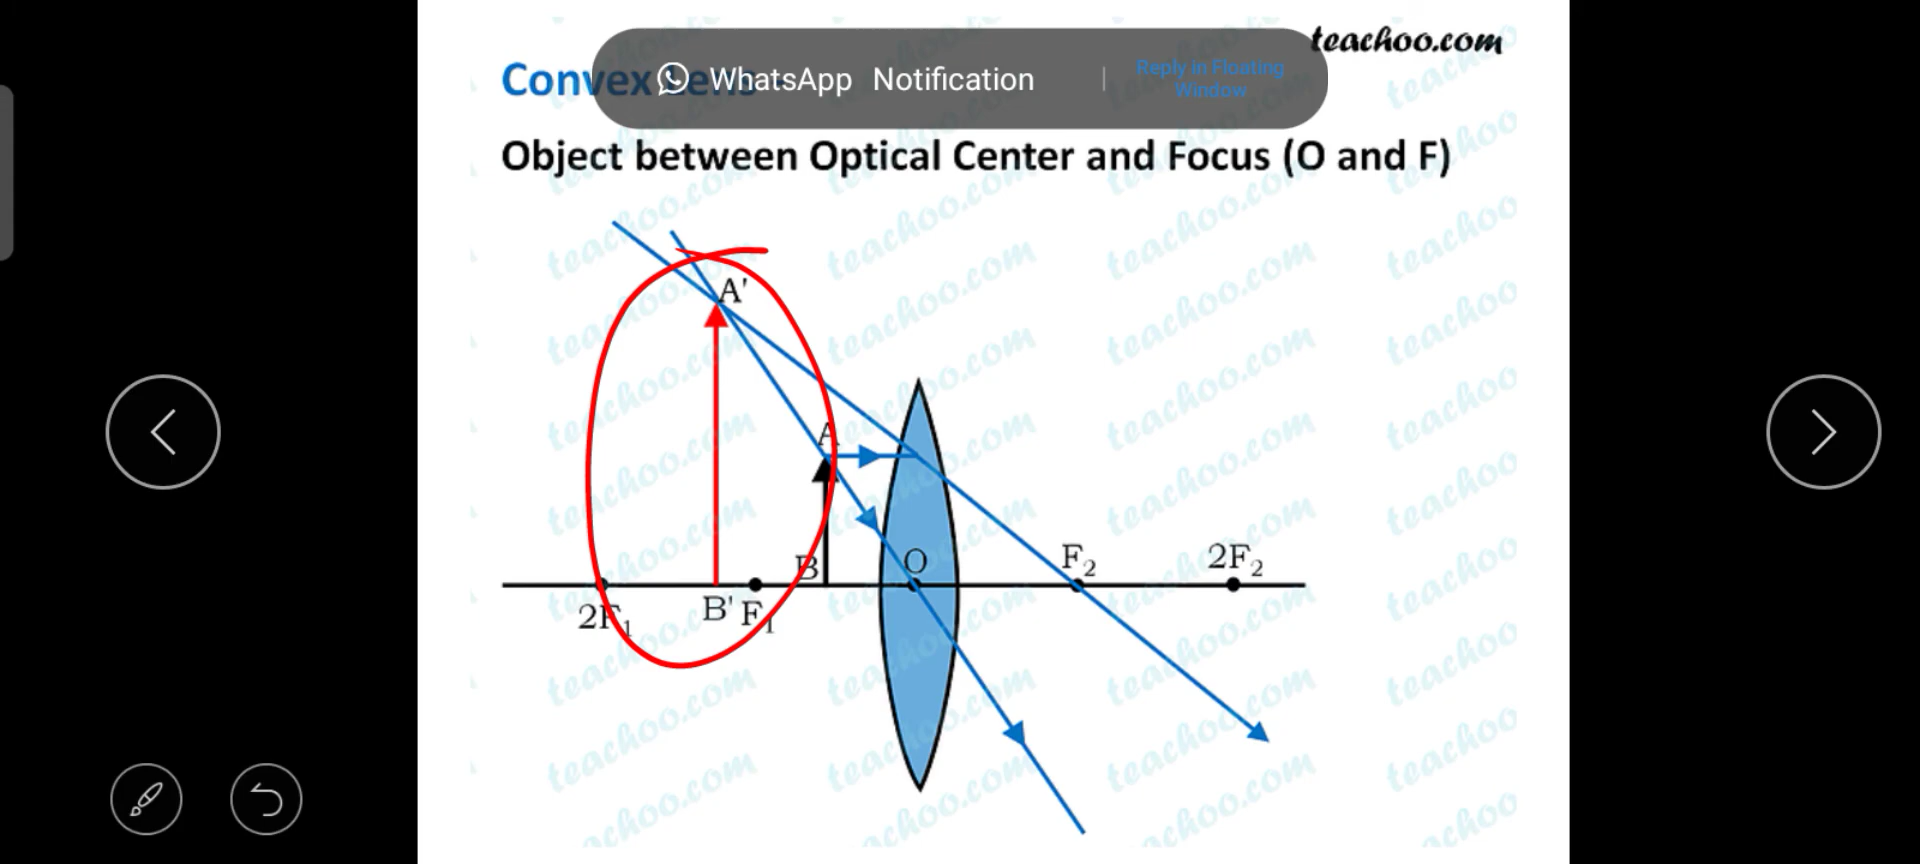 teachoo.com
Convex Lens
WhatsApp Notification
Reply in Floating
Window
Object between Optical Center and Focus (O and F)
A'
A
B
O
F₂
2F₂
2F₁
B'
F₁